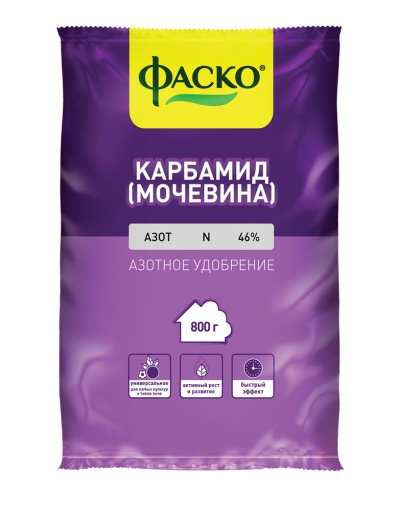 ФАСКО®
КАРБАМИД
(МОЧЕВИНА)
АЗОТ N 46%
АЗОТНОЕ УДОБРЕНИЕ
800 г
универсальное
для любых культур
и типов почв
активный рост
и развитие
быстрый
эффект